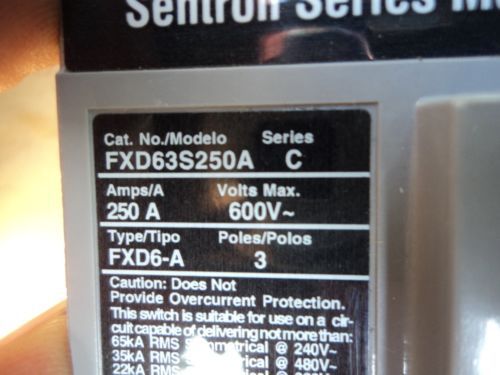 Sentron Series
Cat. No./Modelo Series
FXD63S250A C
Amps/A Volts Max.
250 A 600V~
Type/Tipo Poles/Polos
FXD6-A 3
Caution: Does Not
Provide Overcurrent Protection.
This switch is suitable for use on a cir-
cuit capable of delivering not more than:
65kA RMS Symmetrical @ 240V~
35kA RMS Symmetrical @ 480V~
22kA RMS